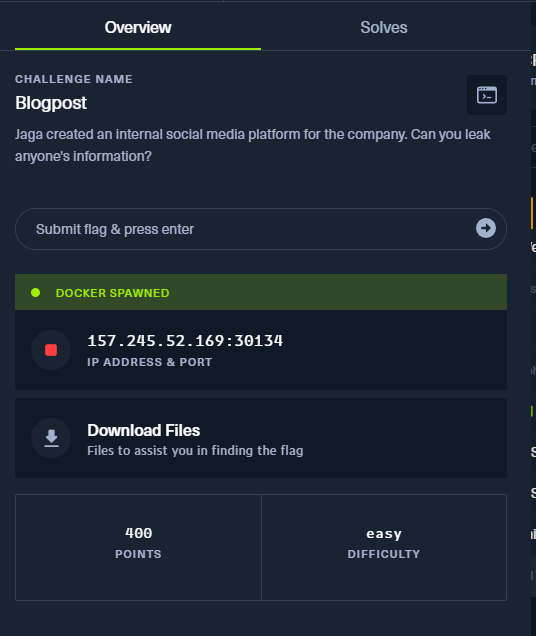 Overview
Solves
CHALLENGE NAME
Blogpost
Jaga created an internal social media platform for the company. Can you leak
anyone's information?
Submit flag & press enter
DOCKER SPAWNED
157.245.52.169:30134
IP ADDRESS & PORT
Download Files
Files to assist you in finding the flag
400
easy
POINTS
DIFFICULTY